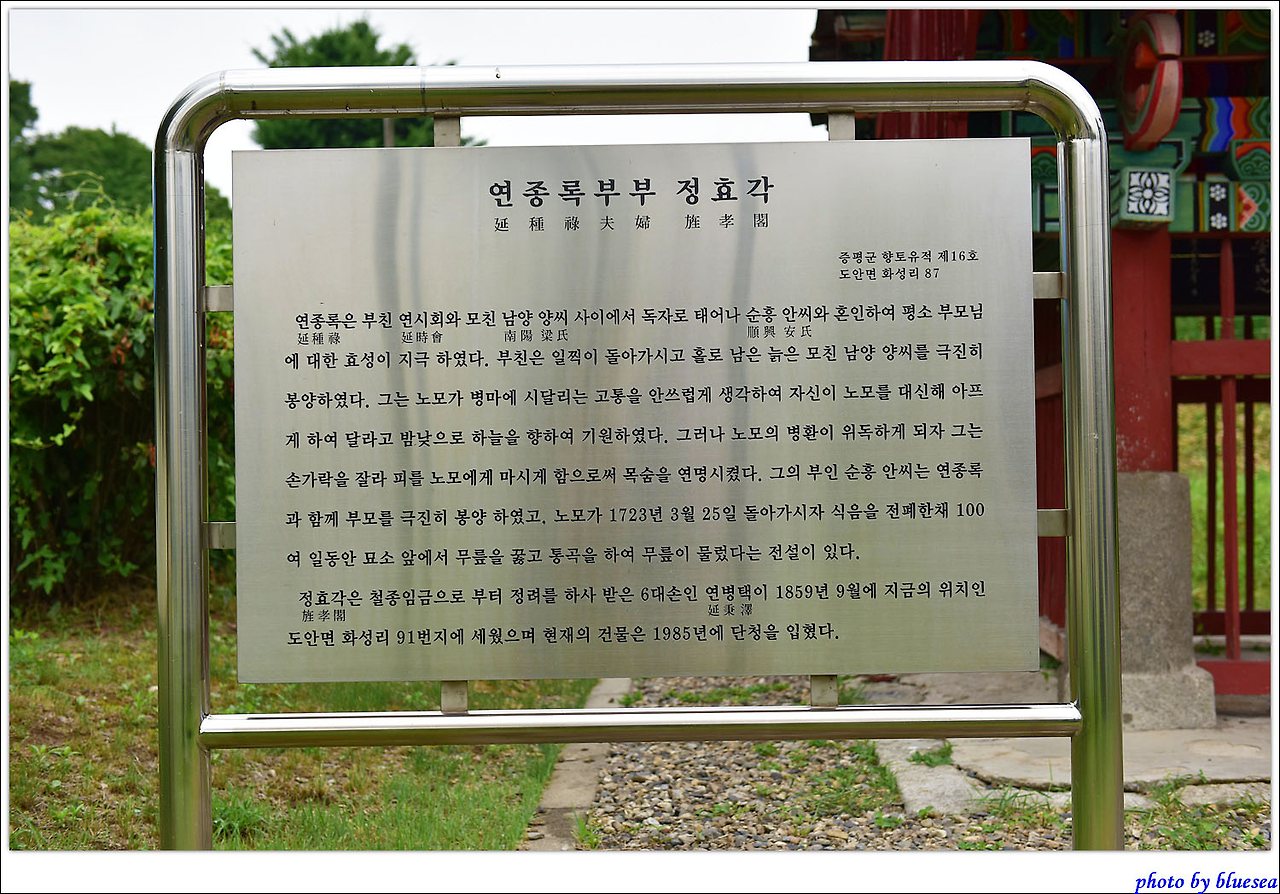 연종록부부 정효각
延種祿夫婦 旌孝閣
증평군 향토유적 제16호
도안면 화성리 87
연종록은 부친 연시회와 모친 남양 양씨 사이에서 독자로 태어나 순흥 안씨와 혼인하여 평소 부모님
延種祿 延時會 南陽 梁氏 順興 安氏
에 대한 효성이 지극 하였다. 부친은 일찍이 돌아가시고 홀로 남은 늙은 모친 남양 양씨를 극진히
봉양하였다. 그는 노모가 병마에 시달리는 고통을 안쓰럽게 생각하여 자신이 노모를 대신해 아프
게 하여 달라고 밤낮으로 하늘을 향하여 기원하였다. 그러나 노모의 병환이 위독하게 되자 그는
손가락을 잘라 피를 노모에게 마시게 함으로써 목숨을 연명시켰다. 그의 부인 순흥 안씨는 연종록
과 함께 부모를 극진히 봉양 하였고. 노모가 1723년 3월 25일 돌아가시자 식음을 전폐한채 100
여 일동안 묘소 앞에서 무릎을 꿇고 통곡을 하여 무릎이 물렀다는 전설이 있다.
정효각은 철종임금으로 부터 정려를 하사 받은 6대손인 연병택이 1859년 9월에 지금의 위치인
旌孝閣 延秉澤
도안면 화성리 91번지에 세웠으며 현재의 건물은 1985년에 단청을 입혔다.
photo by bluesea